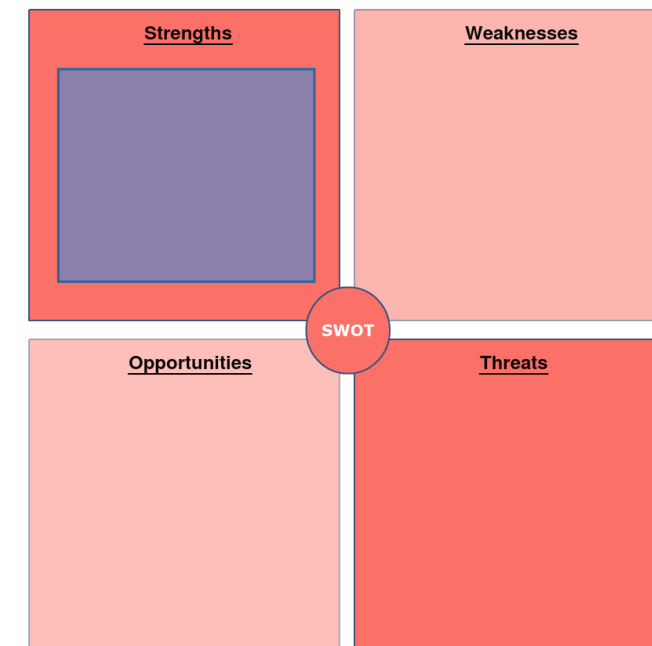 Strengths
Weaknesses
SWOT
Opportunities
Threats